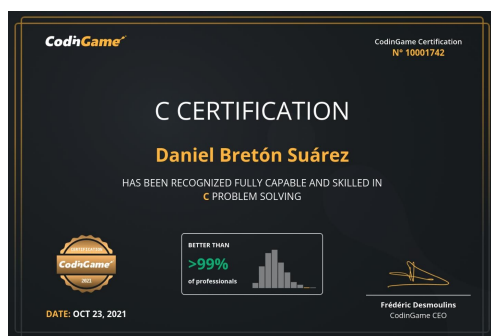 CodinGame
CodinGame Certification
N° 10001742
C CERTIFICATION
Daniel Bretón Suárez
HAS BEEN RECOGNIZED FULLY CAPABLE AND SKILLED IN
C PROBLEM SOLVING
CERTIFICATION
CodinGame
2021
BETTER THAN
>99%
of professionals
Frédéric Desmoulins
CodinGame CEO
DATE: OCT 23, 2021